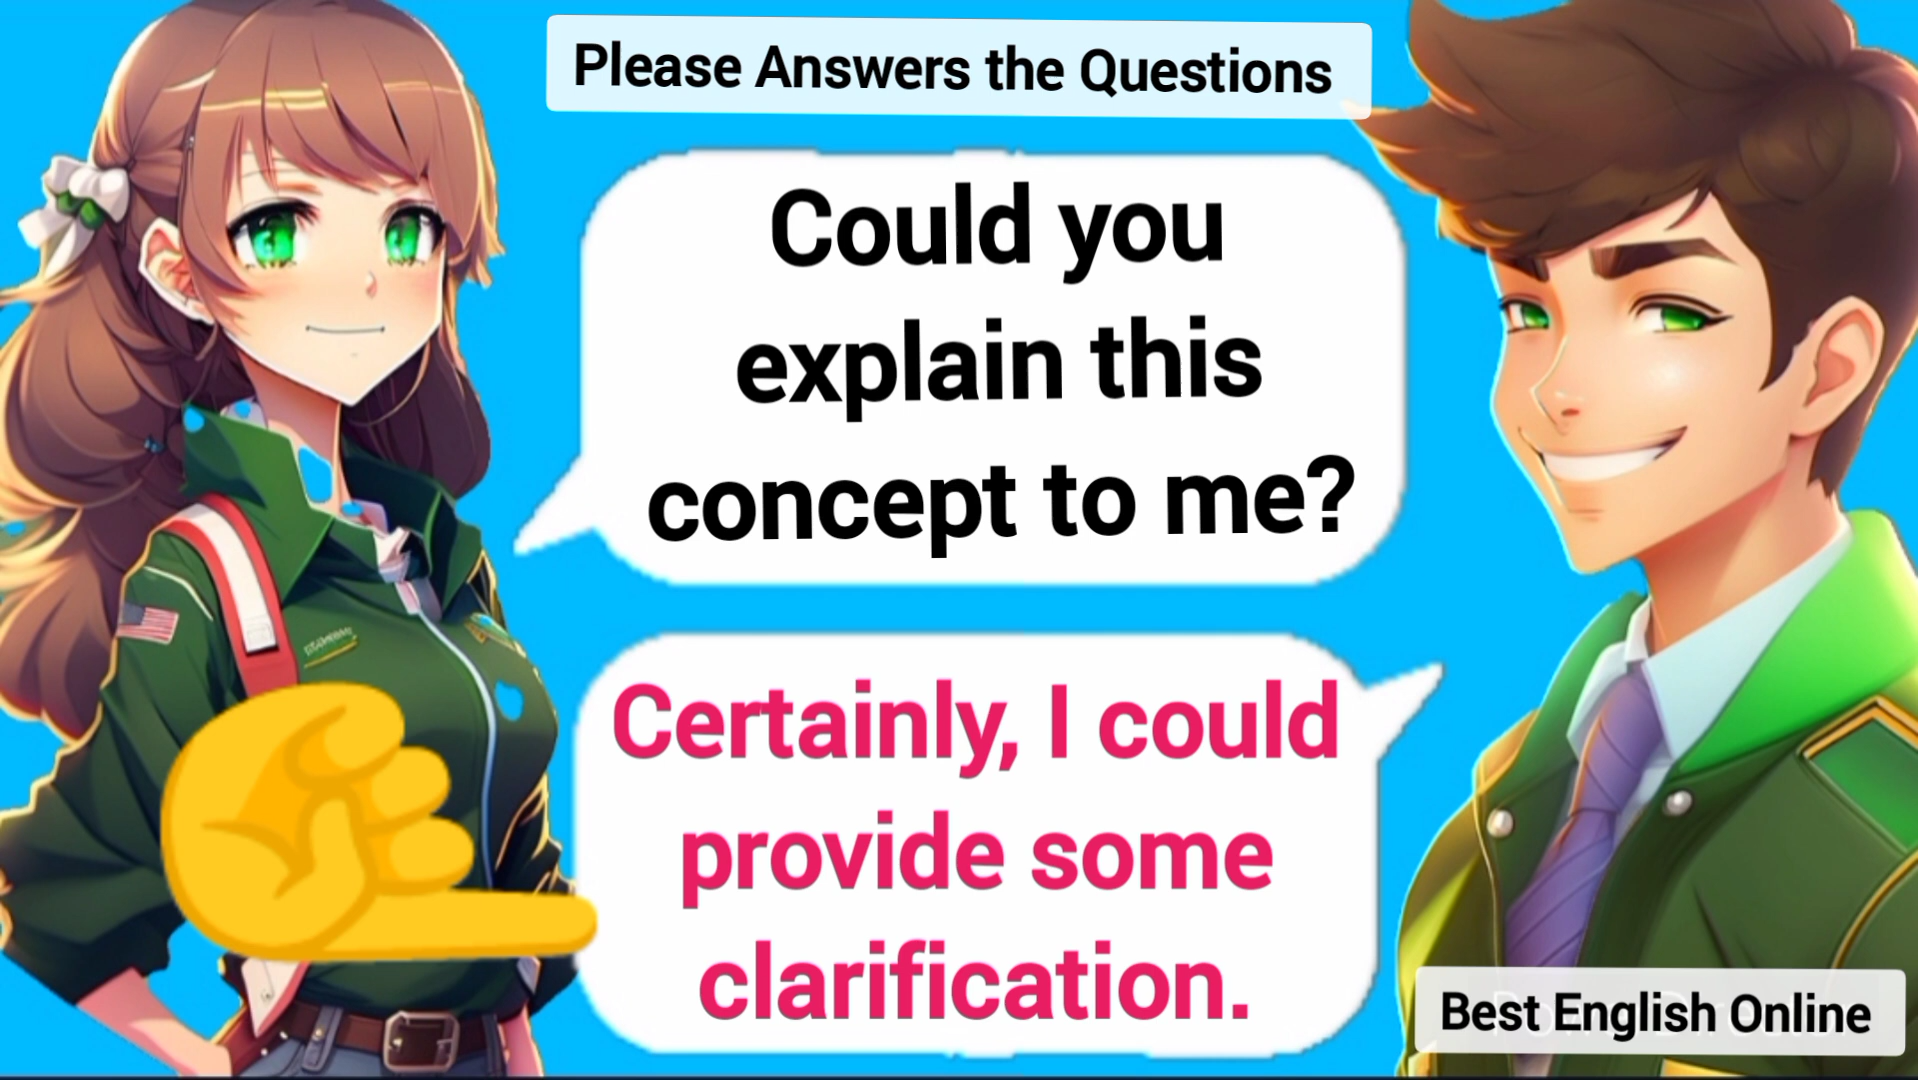 Please Answers the Questions
Could you
explain this
concept to me?
Certainly, I could
provide some
clarification.
Best English Online